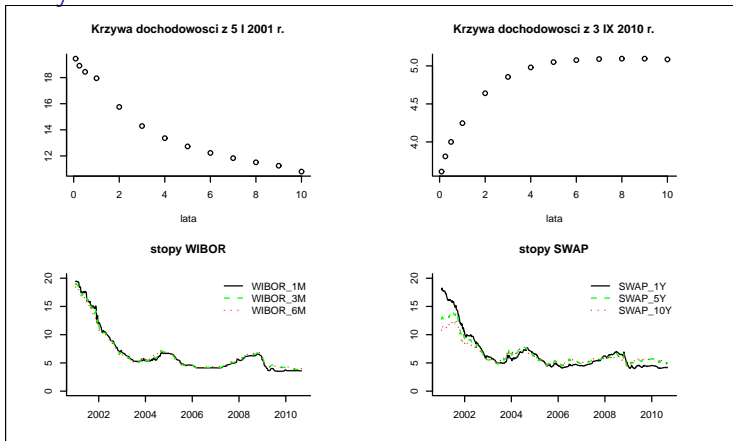 Krzywa dochodowosci z 5 I 2001 r.
18
16
14
12
0 2 4 6 8 10
lata
Krzywa dochodowosci z 3 IX 2010 r.
5.0
4.5
4.0
0 2 4 6 8 10
lata
stopy WIBOR
20
15
10
5
0
WIBOR_1M
WIBOR_3M
WIBOR_6M
2002 2004 2006 2008 2010
stopy SWAP
20
15
10
5
0
SWAP_1Y
SWAP_5Y
SWAP_10Y
2002 2004 2006 2008 2010